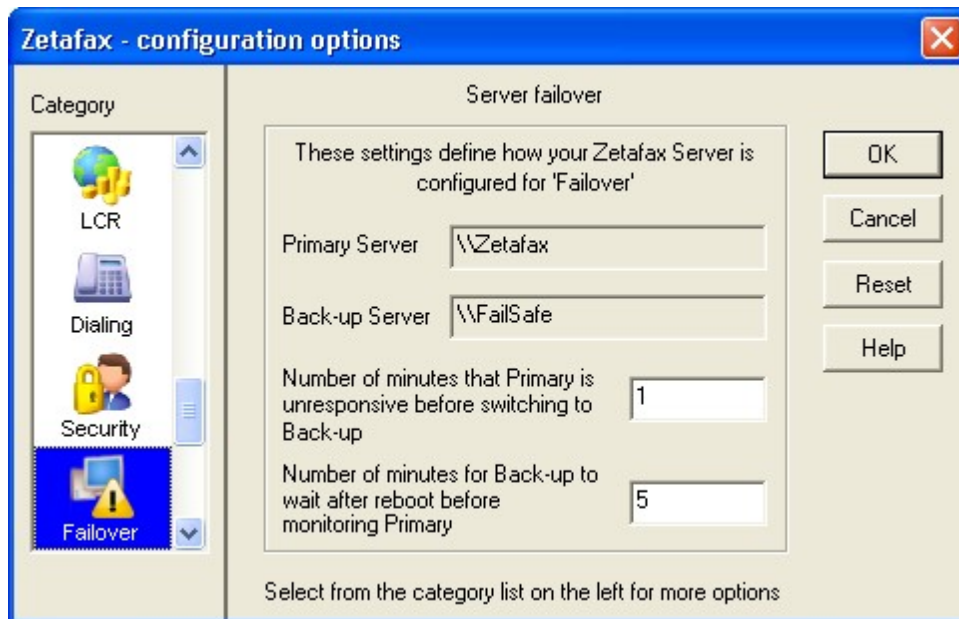 Zetafax - configuration options
Category
LCR
Dialing
Security
Failover
Server failover
These settings define how your Zetafax Server is
configured for 'Failover'
Primary Server
\\Zetafax
Back-up Server
\\FailSafe
Number of minutes that Primary is
unresponsive before switching to
Back-up
1
Number of minutes for Back-up to
wait after reboot before
monitoring Primary
5
Select from the category list on the left for more options
OK
Cancel
Reset
Help